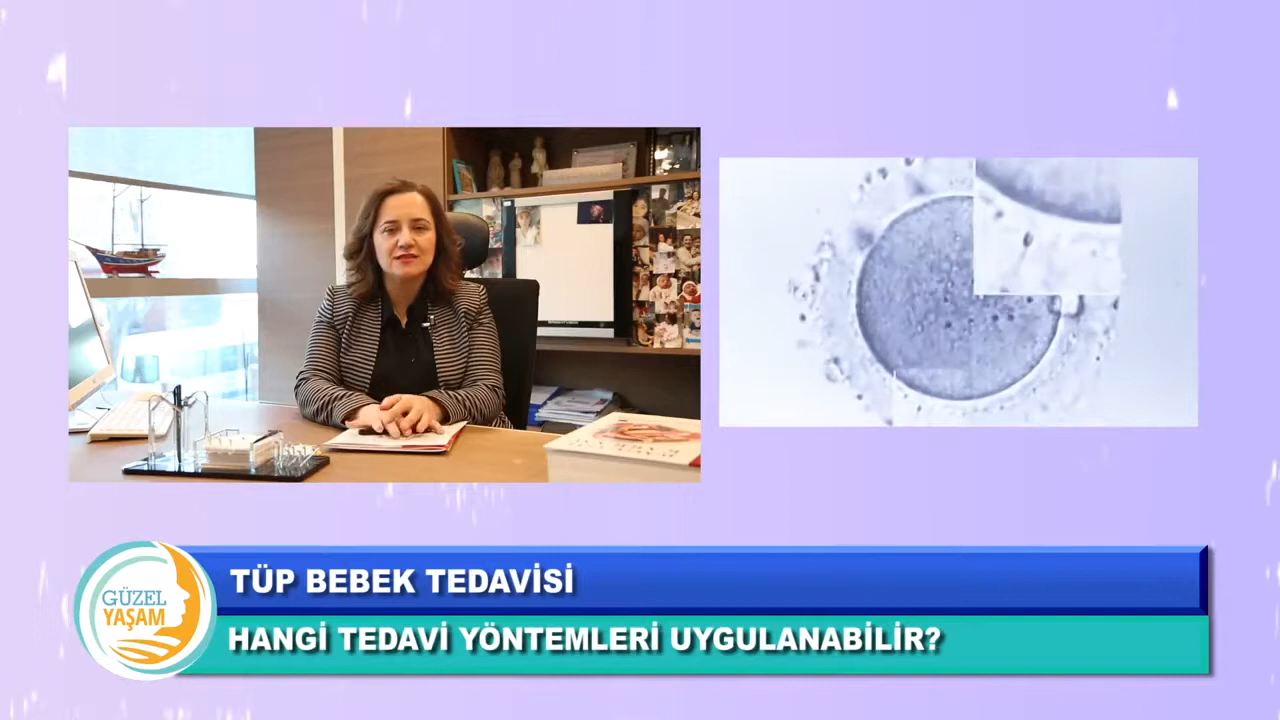 TÜP BEBEK TEDAVİSİ
HANGİ TEDAVİ YÖNTEMLERİ UYGULANABİLİR?
GÜZEL
YAŞAM